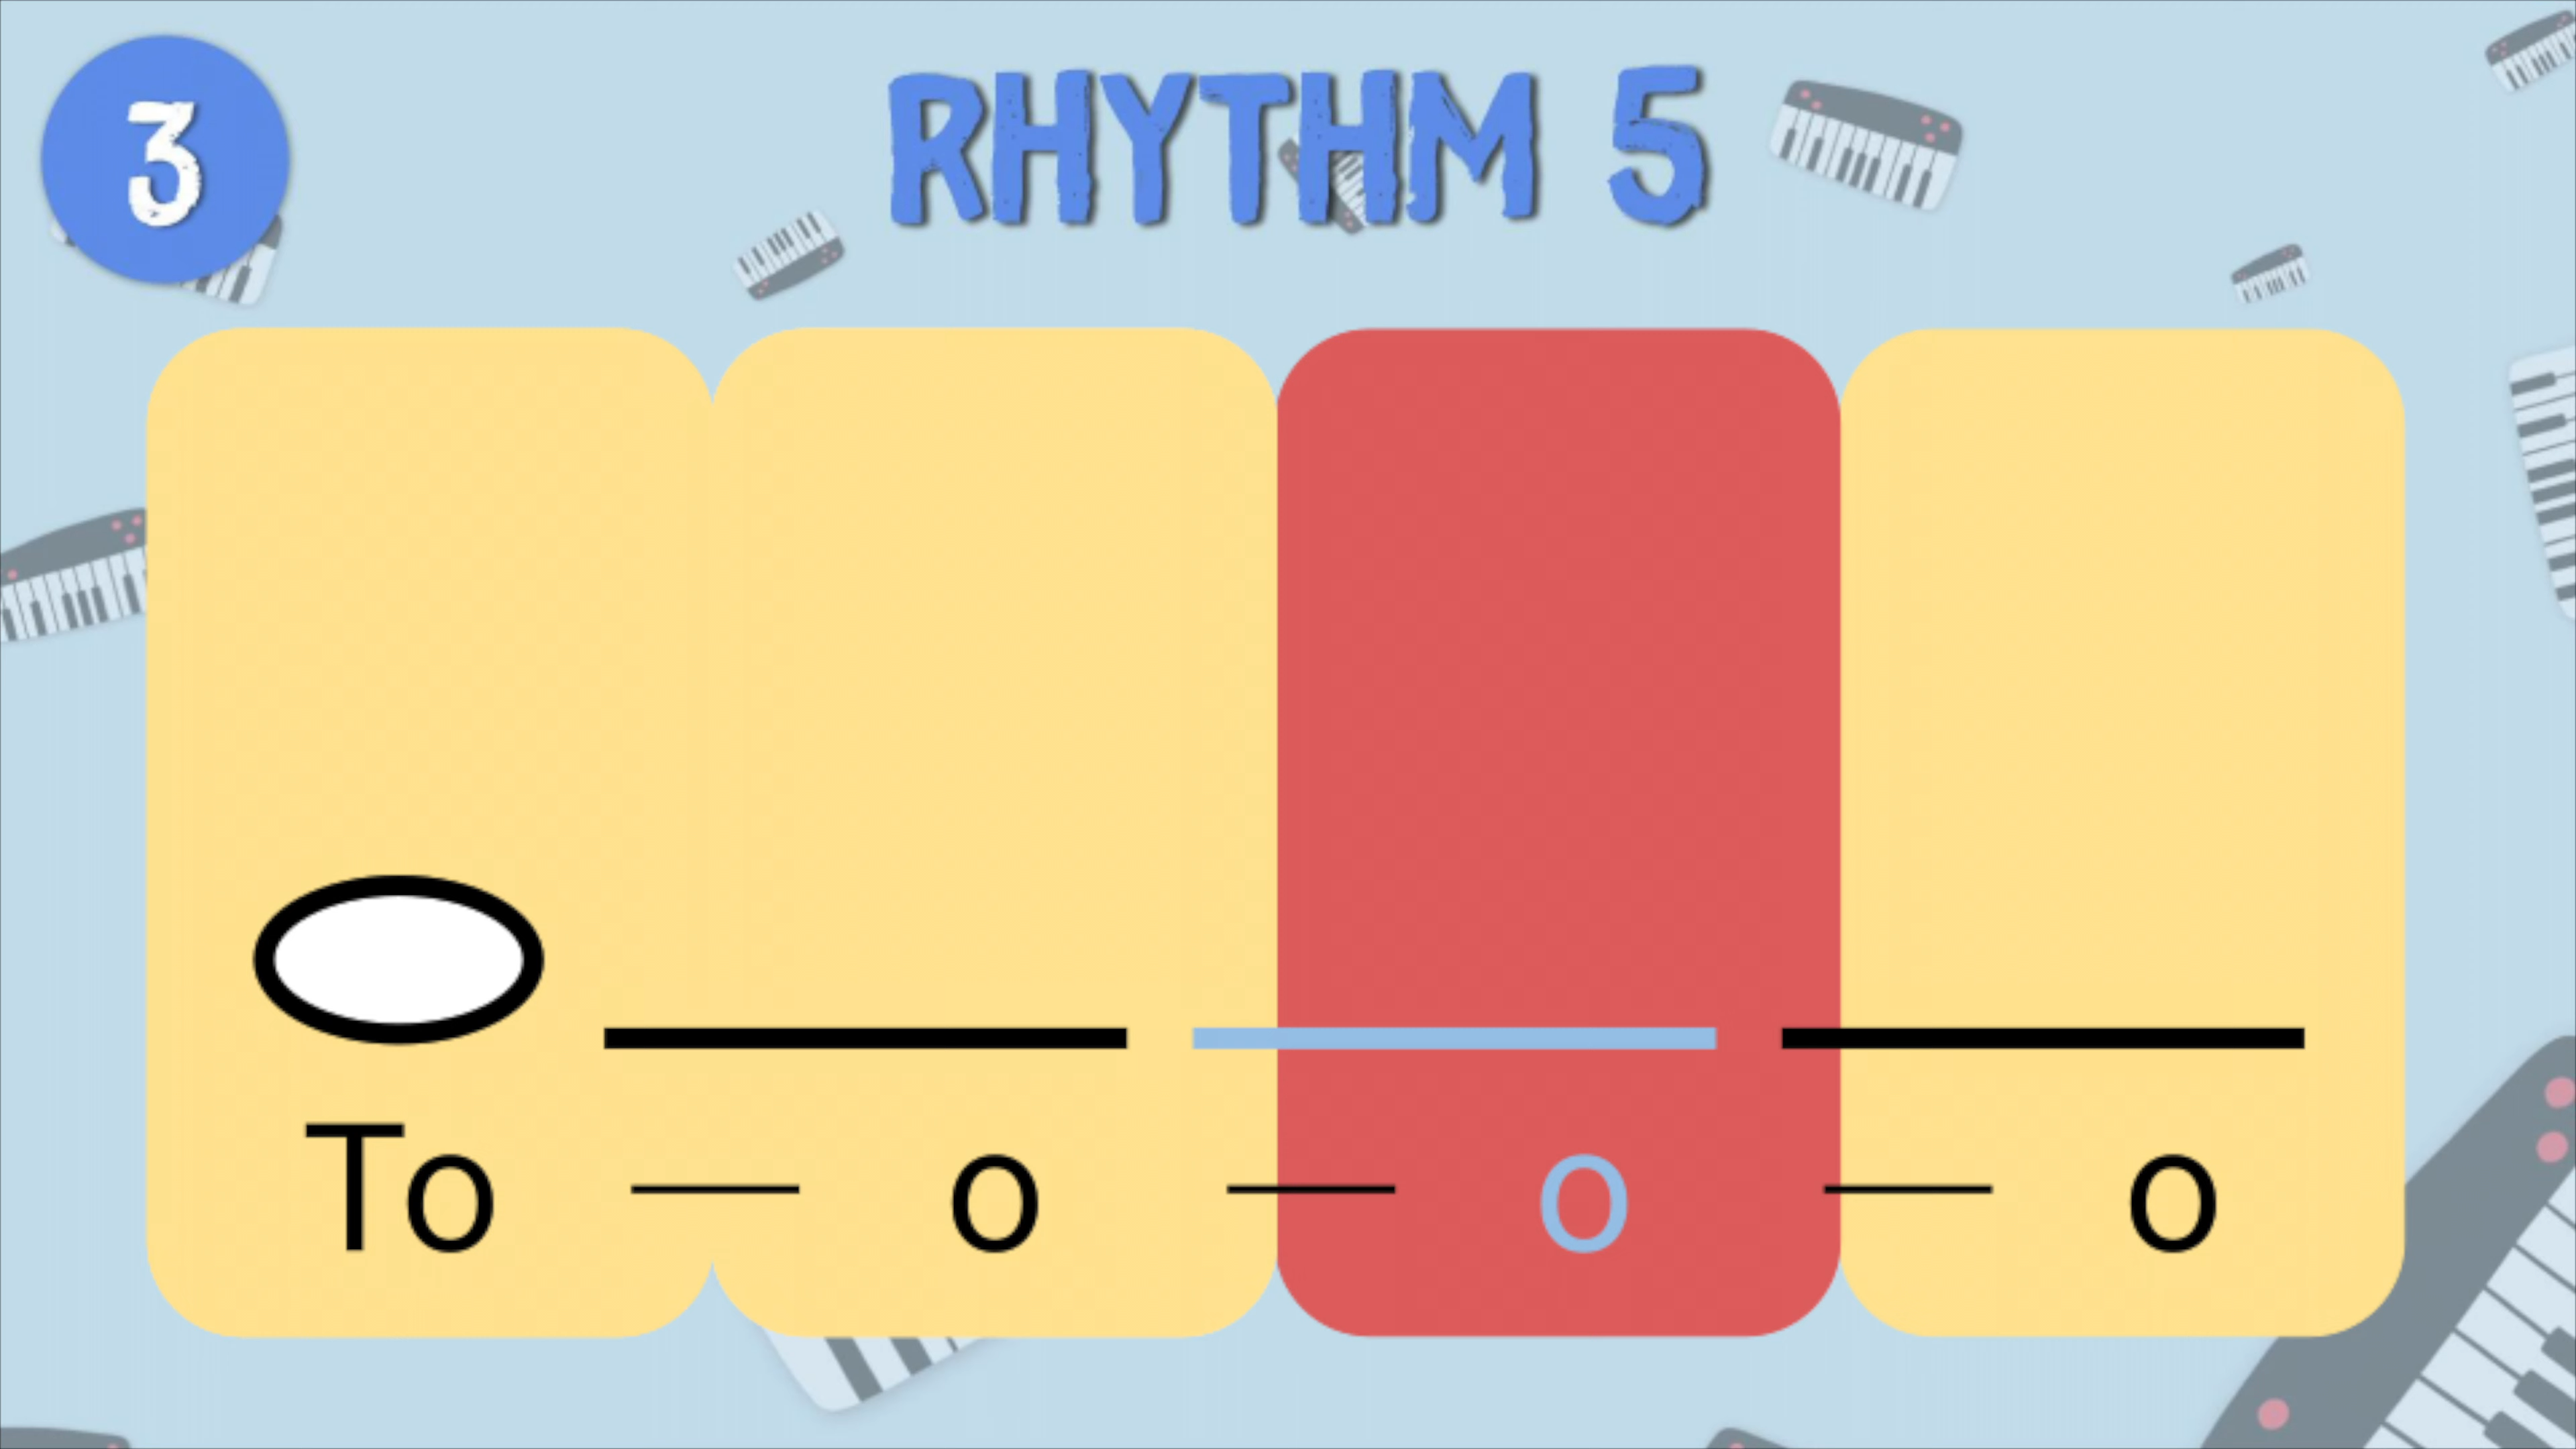 3
RHYTHM 5
To — o — o — o